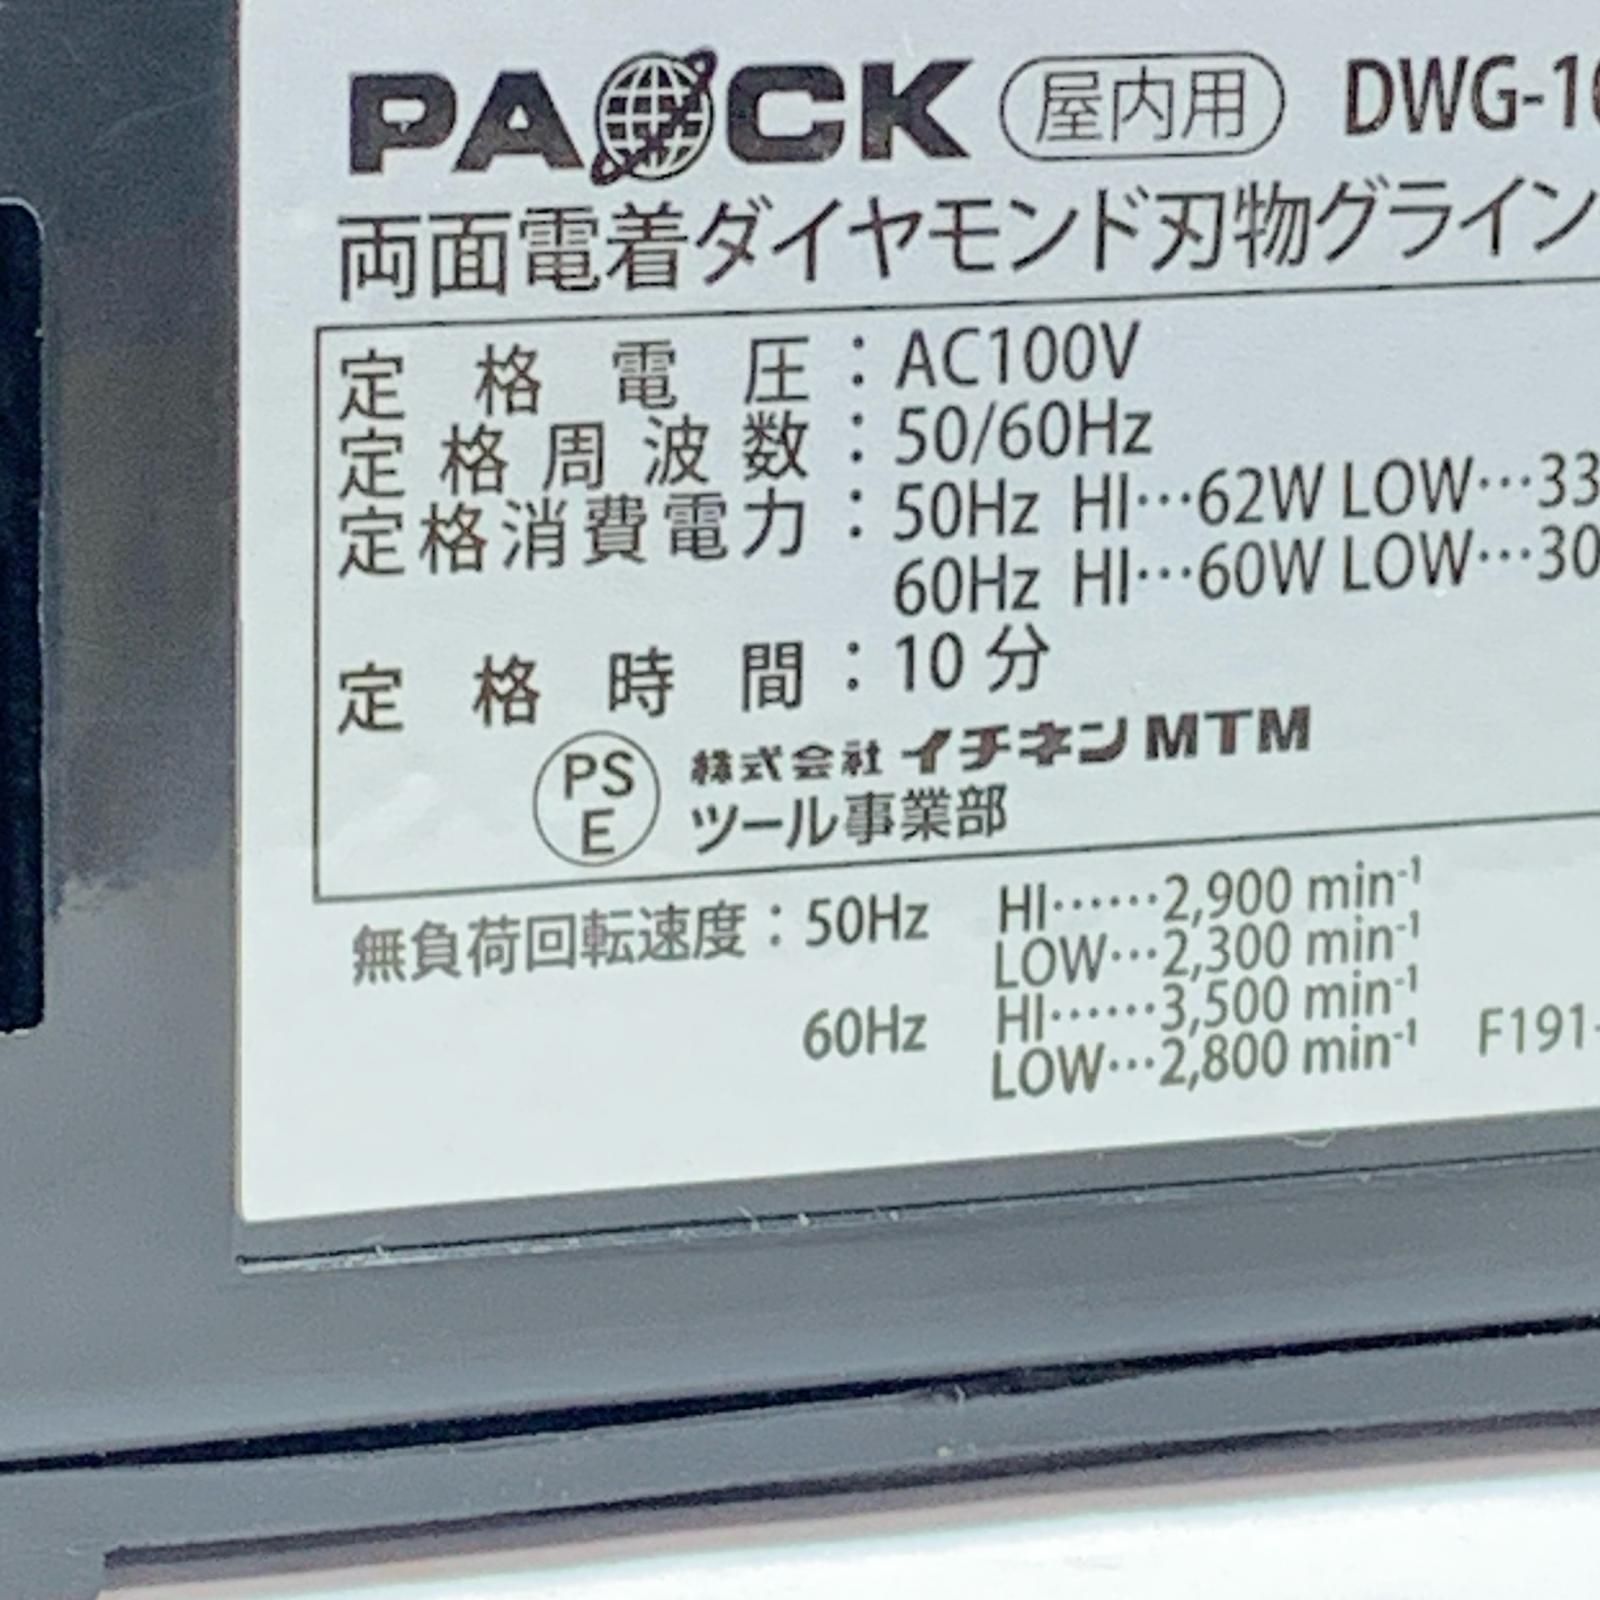 PAOCK 屋内用 DWG-10
両面電着ダイヤモンド刃物グライン
定格電圧：AC100V
定格周波数：50/60Hz
定格消費電力：50Hz HI…62W LOW…33
60Hz HI…60W LOW…30
定格時間：10分
PS
E
株式会社イチネンMTM
ツール事業部
無負荷回転速度：50Hz HI……2,900 min⁻¹
LOW…2,300 min⁻¹
60Hz HI……3,500 min⁻¹
LOW…2,800 min⁻¹
F191-